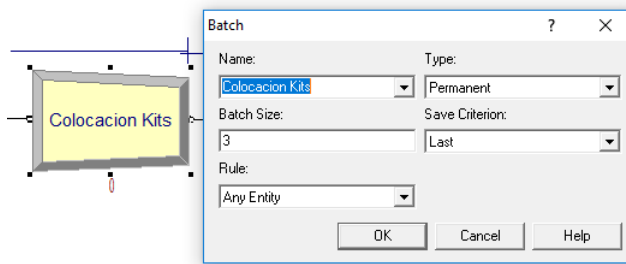 Batch
? X
Name:
Type:
Colocacion Kits
Permanent
Batch Size:
Save Criterion:
3
Last
Rule:
Any Entity
OK
Cancel
Help
Colocacion Kits
0